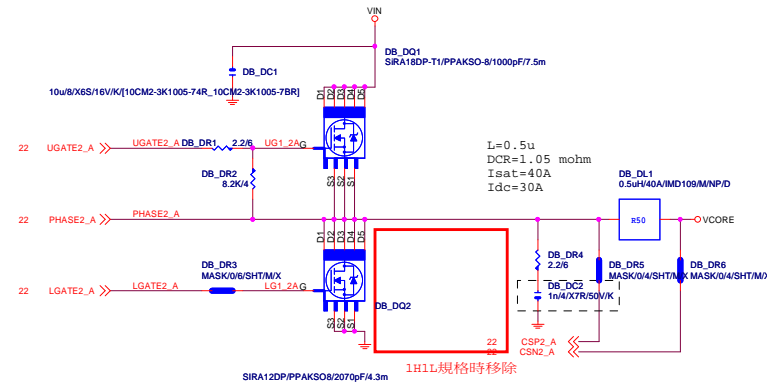 VIN
DB_DQ1
SiRA18DP-T1/PPAKSO-8/1000pF/7.5m
DB_DC1
10u/8/X6S/16V/K/[10CM2-3K1005-74R_10CM2-3K1005-7BR]
D1
D2
D3
D4
D5
22 UGATE2_A UGATE2_A DB_DR1 2.2/6 UG1_2A G
DB_DR2
8.2K/4
S3
S2
S1
L=0.5u
DCR=1.05 mohm
Isat=40A
Idc=30A
DB_DL1
0.5uH/40A/IMD109/M/NP/D
R50
VCORE
22 PHASE2_A PHASE2_A
D1
D2
D3
D4
D5
DB_DR3
MASK/0/6/SHT/M/X
22 LGATE2_A LGATE2_A LG1_2A G
DB_DQ2
S3
S2
S1
DB_DR4
2.2/6
DB_DC2
1n/4/X7R/50V/K
DB_DR5
MASK/0/4/SHT/M/X
DB_DR6
MASK/0/4/SHT/M/X
22 CSP2_A
22 CSN2_A
1H1L規格時移除
SIRA12DP/PPAKSO8/2070pF/4.3m